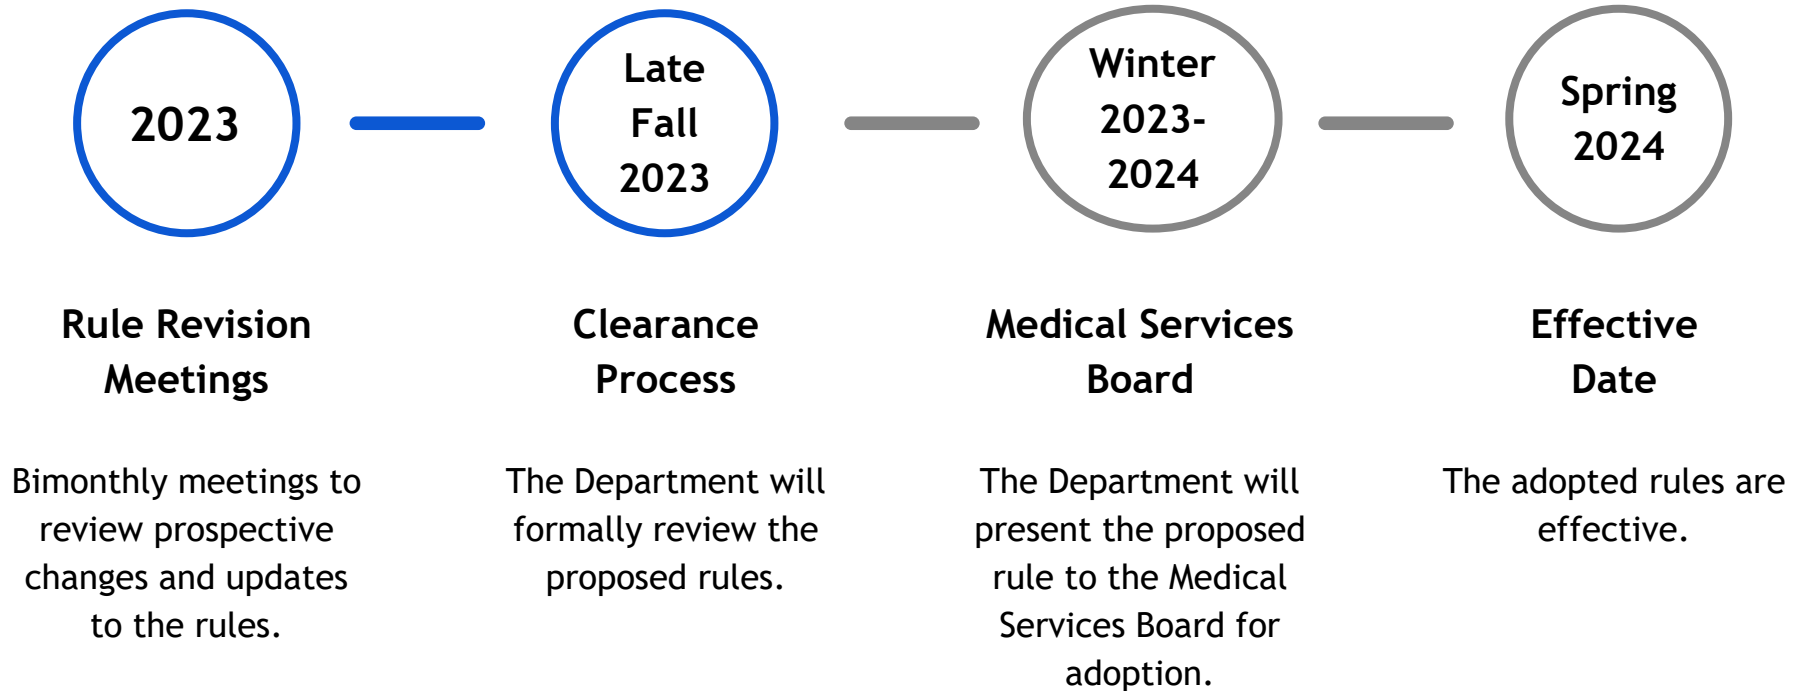 2023
Late
Fall
2023
Winter
2023-
2024
Spring
2024
Rule Revision
Meetings
Clearance
Process
Medical Services
Board
Effective
Date
Bimonthly meetings to
review prospective
changes and updates
to the rules.
The Department will
formally review the
proposed rules.
The Department will
present the proposed
rule to the Medical
Services Board for
adoption.
The adopted rules are
effective.